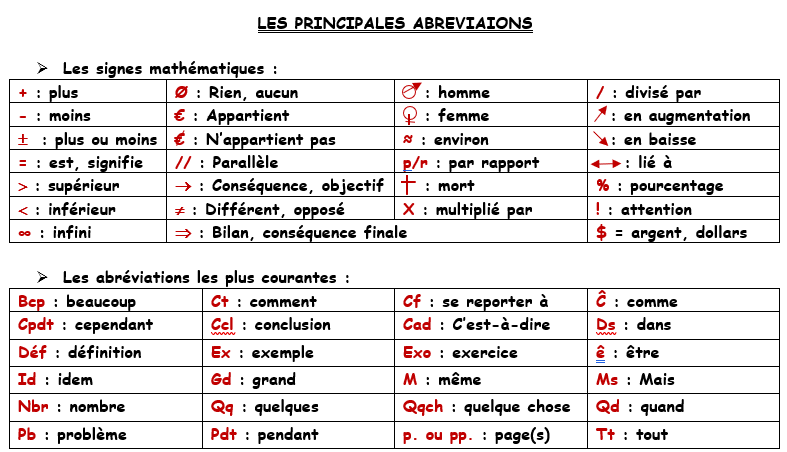 LES PRINCIPALES ABREVIAIONS
➢ Les signes mathématiques :
+ : plus	Ø : Rien, aucun	♂ : homme	/ : divisé par
- : moins	€ : Appartient	♀ : femme	↗ : en augmentation
± : plus ou moins	€̸ : N’appartient pas	≈ : environ	↘ : en baisse
= : est, signifie	// : Parallèle	p/r : par rapport	↔ : lié à
> : supérieur	→ : Conséquence, objectif	† : mort	% : pourcentage
< : inférieur	≠ : Différent, opposé	X : multiplié par	! : attention
∞ : infini	⇒ : Bilan, conséquence finale	$ = argent, dollars
➢ Les abréviations les plus courantes :
Bcp : beaucoup	Ct : comment	Cf : se reporter à	Ĉ : comme
Cpdt : cependant	Ccl : conclusion	Cad : C’est-à-dire	Ds : dans
Déf : définition	Ex : exemple	Exo : exercice	ê : être
Id : idem	Gd : grand	M : même	Ms : Mais
Nbr : nombre	Qq : quelques	Qqch : quelque chose	Qd : quand
Pb : problème	Pdt : pendant	p. ou pp. : page(s)	Tt : tout